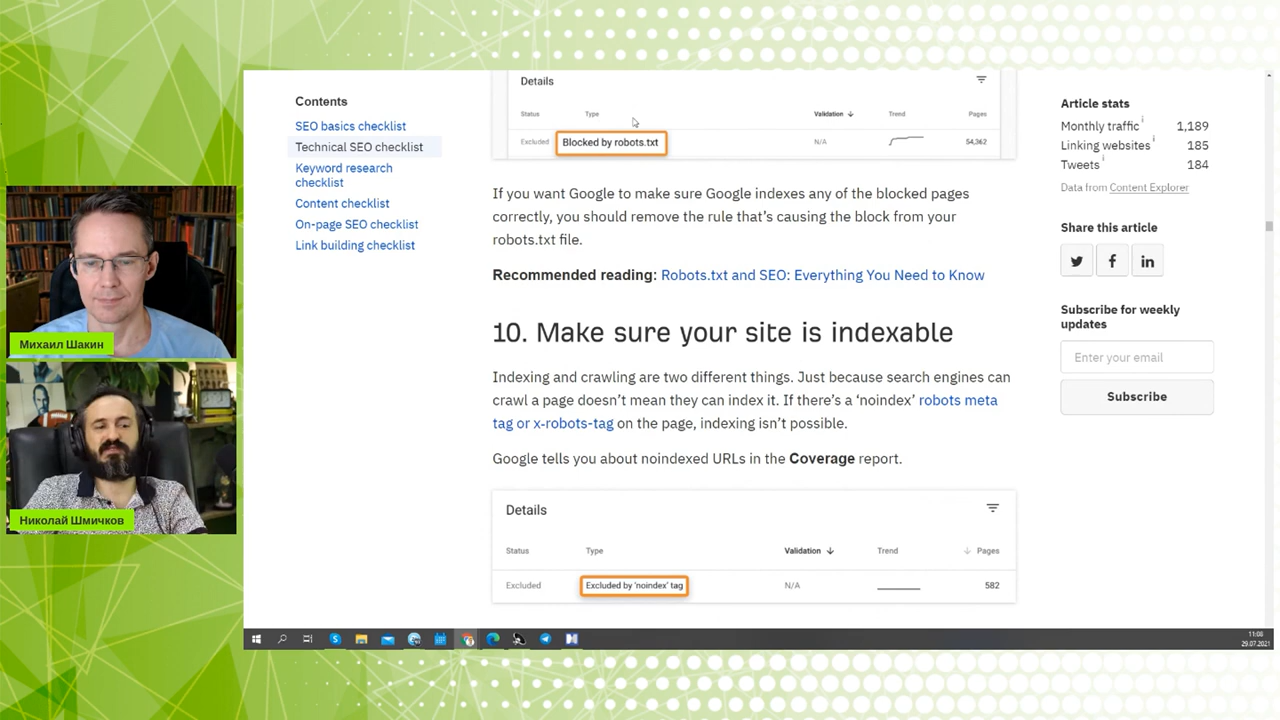 Михаил Шакин
Николай Шмичков
Contents
SEO basics checklist
Technical SEO checklist
Keyword research
checklist
Content checklist
On-page SEO checklist
Link building checklist
Details
Status Type Validation Trend Pages
Excluded Blocked by robots.txt N/A 54,362
If you want Google to make sure Google indexes any of the blocked pages
correctly, you should remove the rule that's causing the block from your
robots.txt file.
Recommended reading: Robots.txt and SEO: Everything You Need to Know
10. Make sure your site is indexable
Indexing and crawling are two different things. Just because search engines can
crawl a page doesn't mean they can index it. If there's a 'noindex' robots meta
tag or x-robots-tag on the page, indexing isn't possible.
Google tells you about noindexed URLs in the Coverage report.
Details
Status Type Validation Trend Pages
Excluded Excluded by 'noindex' tag N/A 582
Article stats
Monthly traffic i 1,189
Linking websites i 185
Tweets i 184
Data from Content Explorer
Share this article
Subscribe for weekly
updates
Enter your email
Subscribe
11:08
29.07.2021